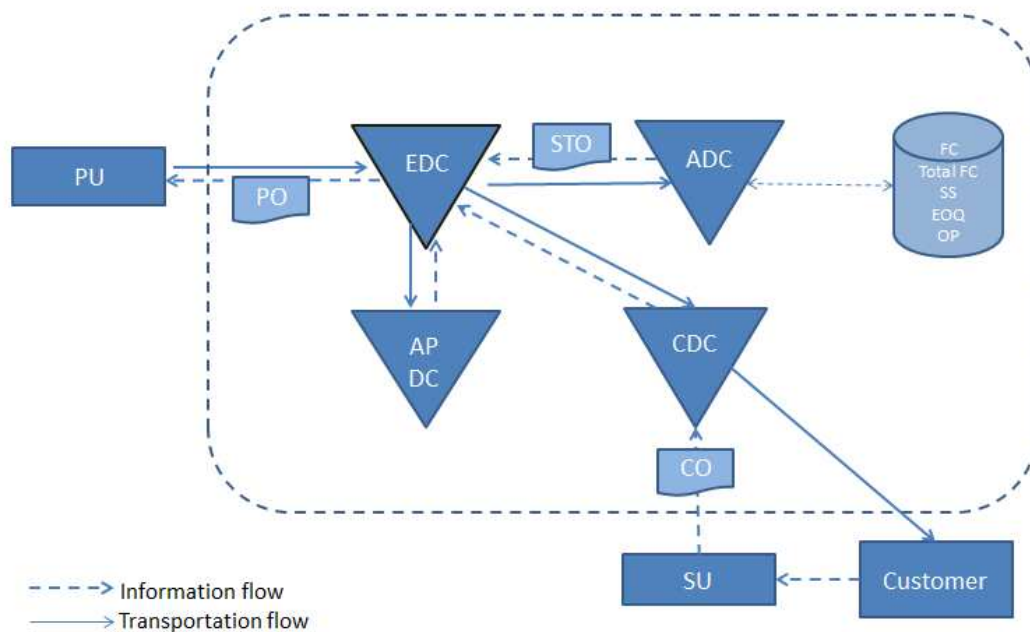 PU
PO
EDC
STO
ADC
FC
Total FC
SS
EOQ
OP
AP
DC
CDC
CO
SU
Customer
Information flow
Transportation flow